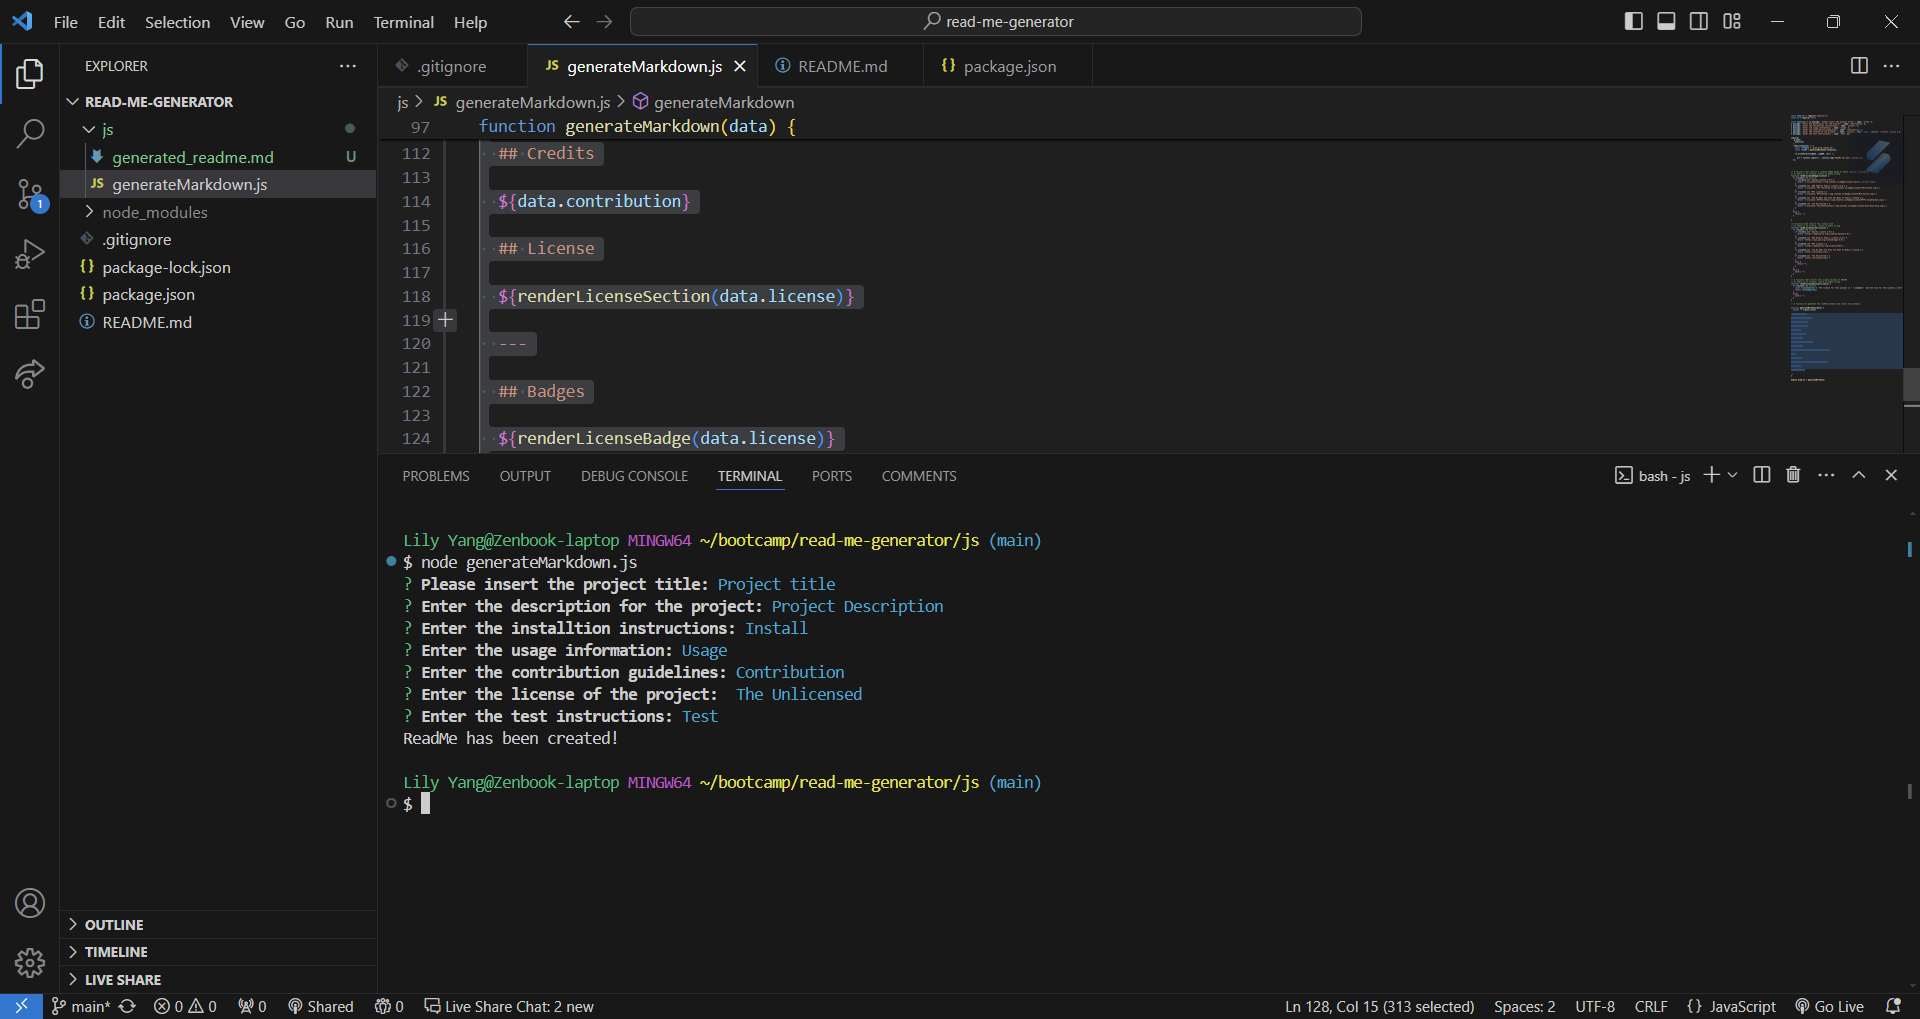 File Edit Selection View Go Run Terminal Help
read-me-generator
EXPLORER
READ-ME-GENERATOR
js
generated_readme.md U
JS generateMarkdown.js
node_modules
.gitignore
{} package-lock.json
{} package.json
README.md
OUTLINE
TIMELINE
LIVE SHARE
1
.gitignore
JS generateMarkdown.js
README.md
{} package.json
js > JS generateMarkdown.js > generateMarkdown
97 function generateMarkdown(data) {
112 ## Credits
113
114 ${data.contribution}
115
116 ## License
117
118 ${renderLicenseSection(data.license)}
119
120 ---
121
122 ## Badges
123
124 ${renderLicenseBadge(data.license)}
PROBLEMS OUTPUT DEBUG CONSOLE TERMINAL PORTS COMMENTS
bash - js
Lily Yang@Zenbook-laptop MINGW64 ~/bootcamp/read-me-generator/js (main)
$ node generateMarkdown.js
? Please insert the project title: Project title
? Enter the description for the project: Project Description
? Enter the installtion instructions: Install
? Enter the usage information: Usage
? Enter the contribution guidelines: Contribution
? Enter the license of the project: The Unlicensed
? Enter the test instructions: Test
ReadMe has been created!
Lily Yang@Zenbook-laptop MINGW64 ~/bootcamp/read-me-generator/js (main)
$
main* 0 0 0 Shared 0 Live Share Chat: 2 new
Ln 128, Col 15 (313 selected) Spaces: 2 UTF-8 CRLF {} JavaScript Go Live